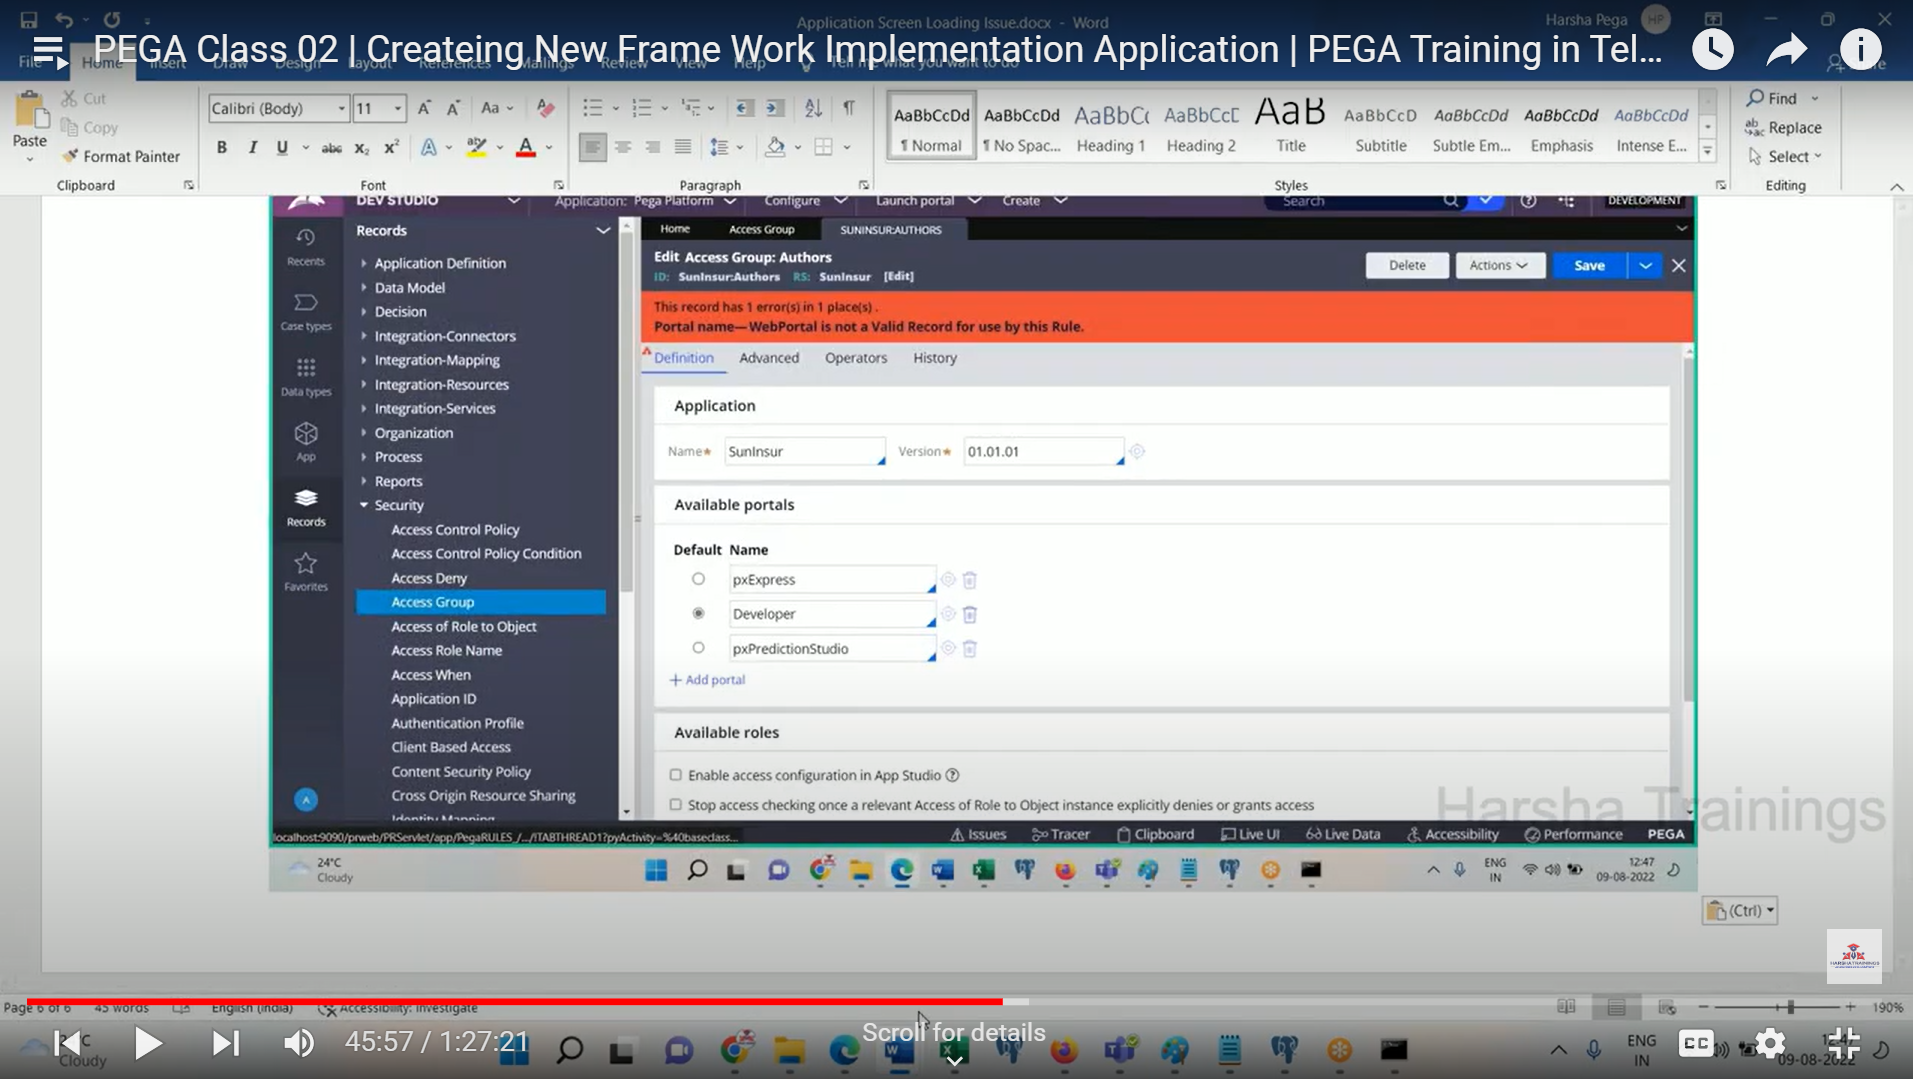 Application Screen Loading Issue.docx - Word
Harsha Pega
HP
PEGA Class 02 | Createing New Frame Work Implementation Application | PEGA Training in Tel...
File Home Insert Draw Design Layout References Mailings Review View Help Tell me what you want to do
Paste
Cut
Copy
Format Painter
Clipboard
Calibri (Body) 11
Font
Paragraph
AaBbCcDd AaBbCcDd AaBbCc AaBbCcD AaB AaBbCcD AaBbCcDd AaBbCcDd AaBbCcDd
¶ Normal ¶ No Spac... Heading 1 Heading 2 Title Subtitle Subtle Em... Emphasis Intense E...
Styles
Find
Replace
Select
Editing
DEV STUDIO Application: Pega Platform Configure Launch portal Create Search DEVELOPMENT
Recents
Case types
Data types
App
Records
Favorites
A
Records
Application Definition
Data Model
Decision
Integration-Connectors
Integration-Mapping
Integration-Resources
Integration-Services
Organization
Process
Reports
Security
Access Control Policy
Access Control Policy Condition
Access Deny
Access Group
Access of Role to Object
Access Role Name
Access When
Application ID
Authentication Profile
Client Based Access
Content Security Policy
Cross Origin Resource Sharing
Identity Mapping
Home Access Group SUNINSUR:AUTHORS
Edit Access Group: Authors
ID: SunInsur:Authors RS: SunInsur [Edit]
Delete Actions Save
This record has 1 error(s) in 1 place(s) .
Portal name— WebPortal is not a Valid Record for use by this Rule.
Definition Advanced Operators History
Application
Name★ SunInsur Version★ 01.01.01
Available portals
Default Name
pxExpress
Developer
pxPredictionStudio
+ Add portal
Available roles
Enable access configuration in App Studio
Stop access checking once a relevant Access of Role to Object instance explicitly denies or grants access
Harsha Trainings
localhost:9090/prweb/PRServlet/app/PegaRULES_/.../!TABTHREAD1?pyActivity=%40baseclass...
Issues Tracer Clipboard Live UI Live Data Accessibility Performance PEGA
24°C
Cloudy
ENG
IN
12:47
09-08-2022
(Ctrl)
HARSHA TRAININGS
Page 6 of 6 45 words English (India) Accessibility: Investigate 190%
45:57 / 1:27:21
Scroll for details
Cloudy
CC
ENG
IN
09-08-2022